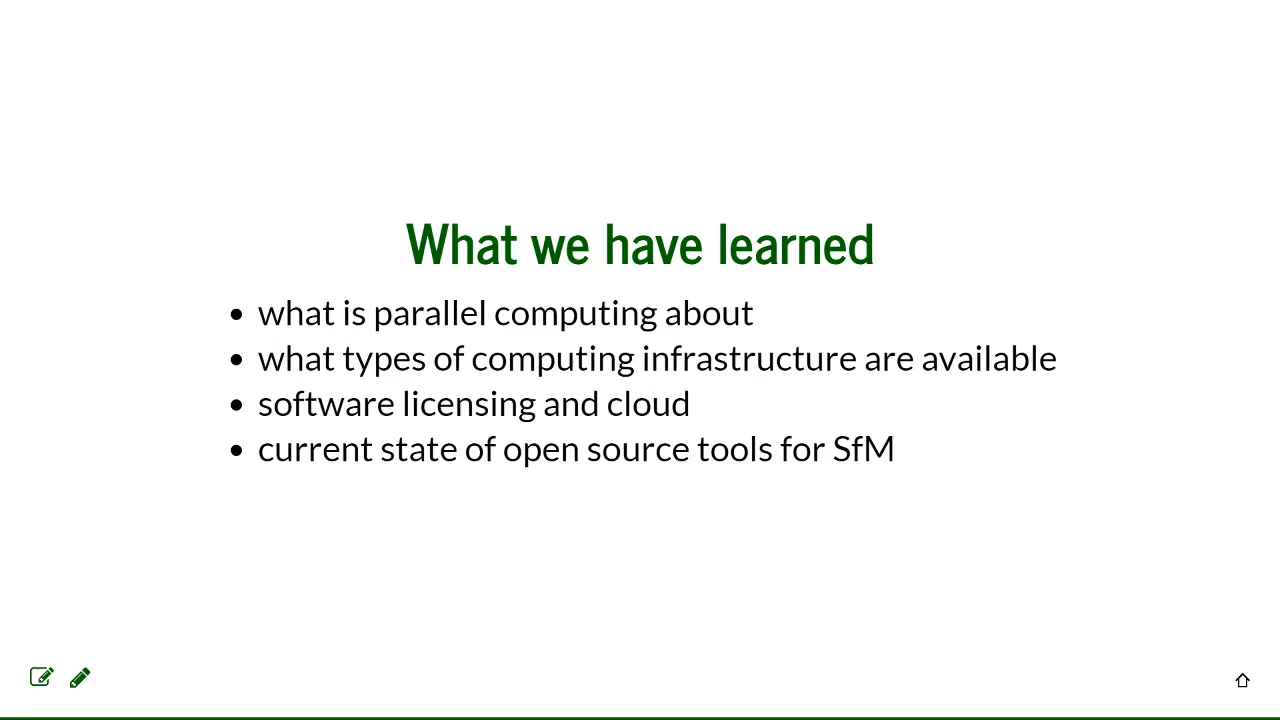 What we have learned
• what is parallel computing about
• what types of computing infrastructure are available
• software licensing and cloud
• current state of open source tools for SfM